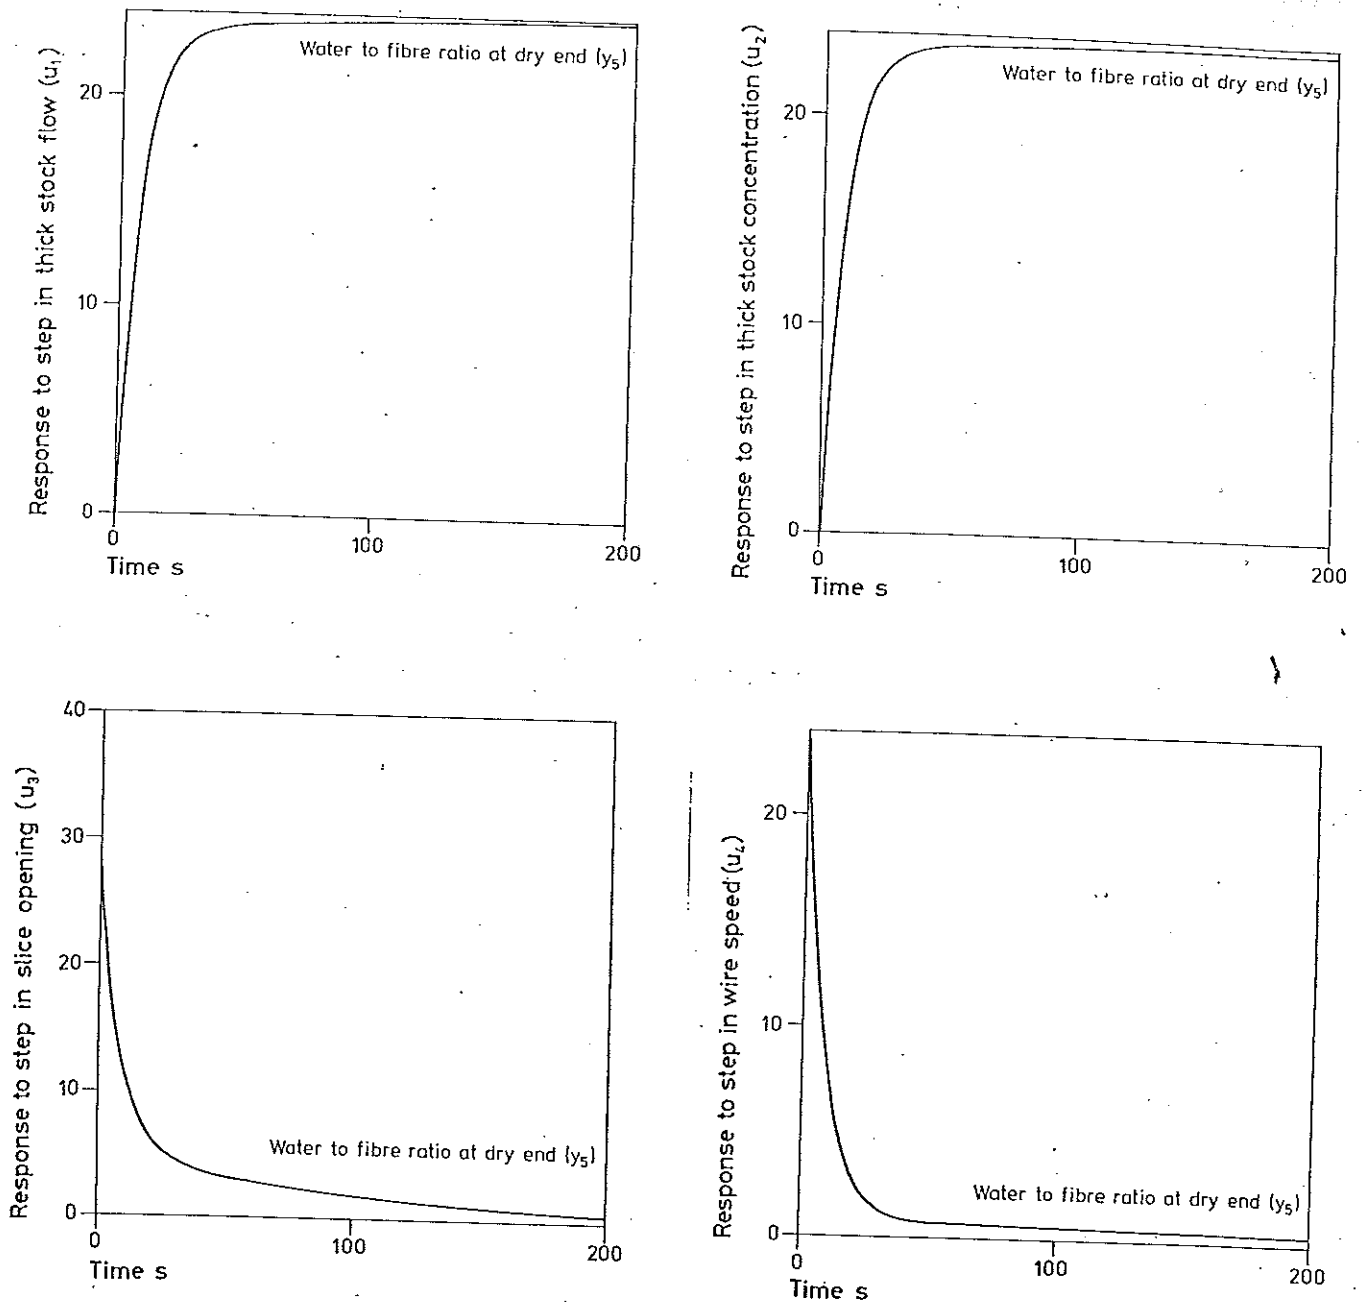 Response to step in thick stock flow (u1)
20
10
0
Water to fibre ratio at dry end (y5)
0
100
200
Time s
Response to step in thick stock concentration (u2)
20
10
0
Water to fibre ratio at dry end (y5)
0
100
200
Time s
Response to step in slice opening (u3)
40
30
20
10
0
Water to fibre ratio at dry end (y5)
0
100
200
Time s
Response to step in wire speed (u4)
20
10
0
Water to fibre ratio at dry end (y5)
0
100
200
Time s